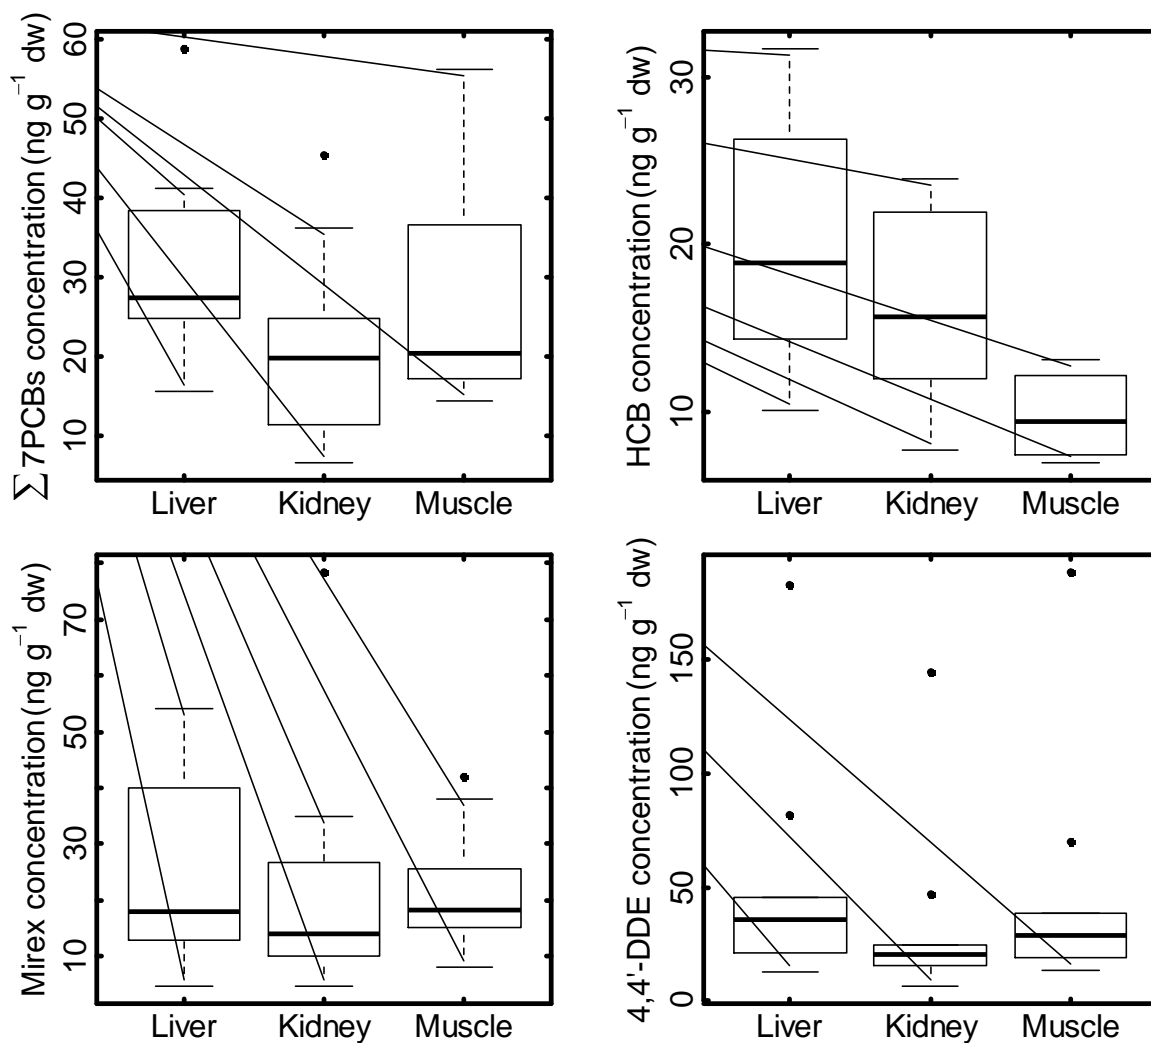 ∑ 7PCBs concentration (ng g⁻¹ dw)
60
50
40
30
20
10
Liver Kidney Muscle
HCB concentration (ng g⁻¹ dw)
30
20
10
Liver Kidney Muscle
Mirex concentration (ng g⁻¹ dw)
70
50
30
10
Liver Kidney Muscle
4,4'-DDE concentration (ng g⁻¹ dw)
150
100
50
0
Liver Kidney Muscle